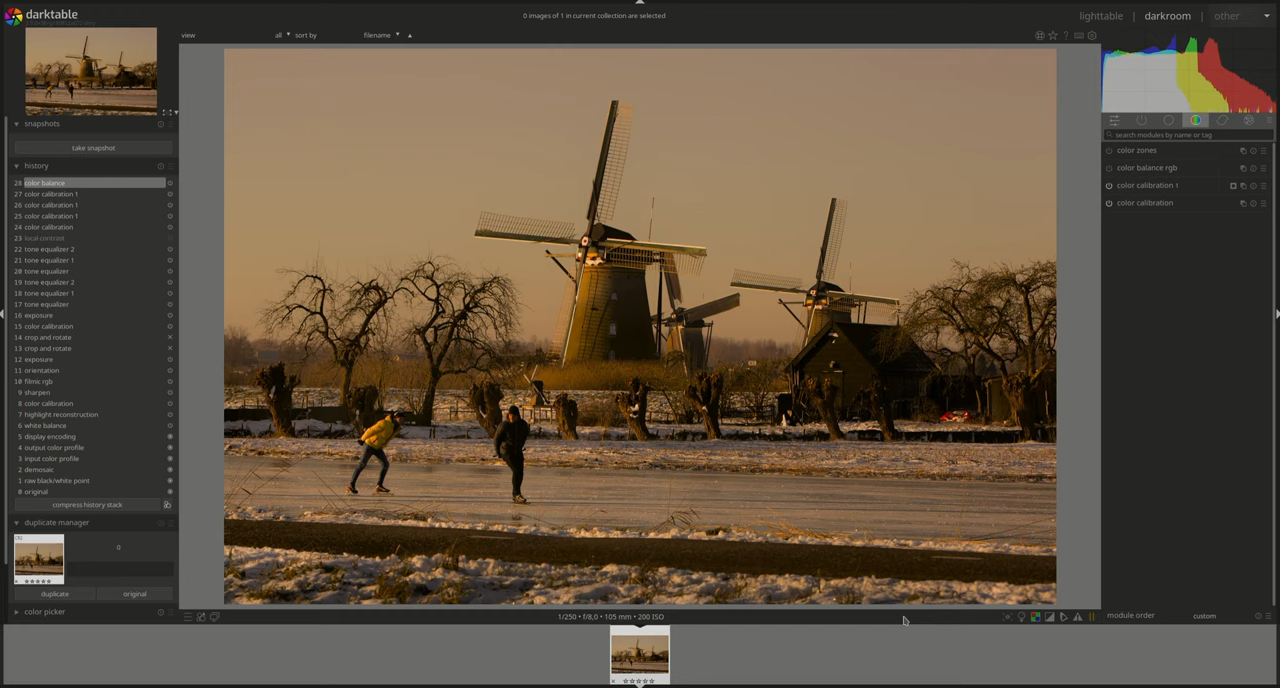 darktable
0 images of 1 in current collection are selected
lighttable | darkroom | other
view all sort by filename
snapshots
take snapshot
history
28 color balance
27 color calibration 1
26 color calibration 1
25 color calibration 1
24 color calibration
23 local contrast
22 tone equalizer 2
21 tone equalizer 1
20 tone equalizer
19 tone equalizer 2
18 tone equalizer 1
17 tone equalizer
16 exposure
15 color calibration
14 crop and rotate
13 crop and rotate
12 exposure
11 orientation
10 filmic rgb
9 sharpen
8 color calibration
7 highlight reconstruction
6 white balance
5 display encoding
4 output color profile
3 input color profile
2 demosaic
1 raw black/white point
0 original
compress history stack
duplicate manager
CR2
0
duplicate original
color picker
1/250 • f/8,0 • 105 mm • 200 ISO
search modules by name or tag
color zones
color balance rgb
color calibration 1
color calibration
module order custom